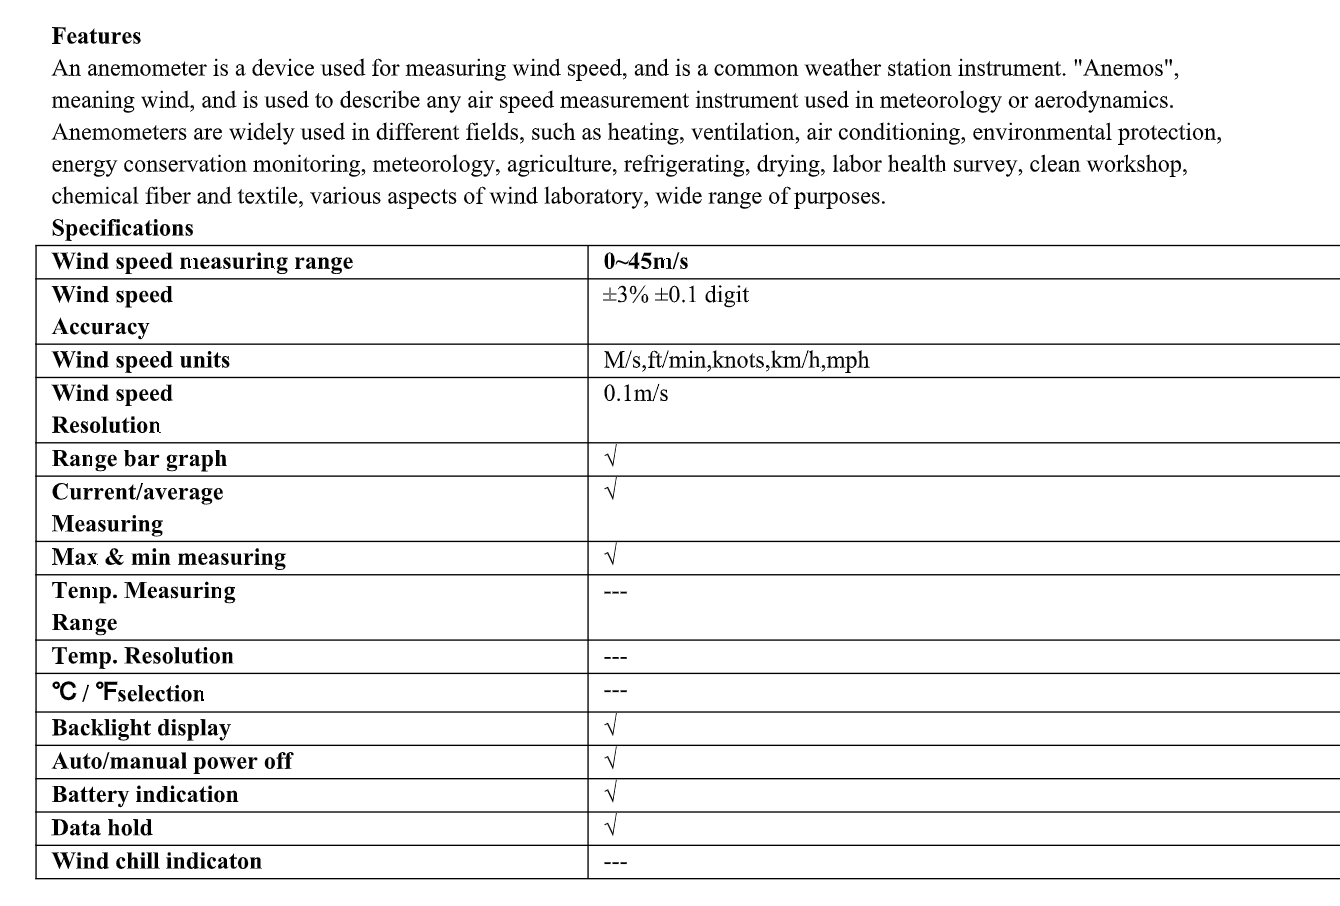 Features
An anemometer is a device used for measuring wind speed, and is a common weather station instrument. "Anemos",
meaning wind, and is used to describe any air speed measurement instrument used in meteorology or aerodynamics.
Anemometers are widely used in different fields, such as heating, ventilation, air conditioning, environmental protection,
energy conservation monitoring, meteorology, agriculture, refrigerating, drying, labor health survey, clean workshop,
chemical fiber and textile, various aspects of wind laboratory, wide range of purposes.
Specifications
Wind speed measuring range 0~45m/s
Wind speed ±3% ±0.1 digit
Accuracy
Wind speed units M/s,ft/min,knots,km/h,mph
Wind speed 0.1m/s
Resolution
Range bar graph √
Current/average √
Measuring
Max & min measuring √
Temp. Measuring ---
Range
Temp. Resolution ---
℃ / ℉selection ---
Backlight display √
Auto/manual power off √
Battery indication √
Data hold √
Wind chill indicaton ---